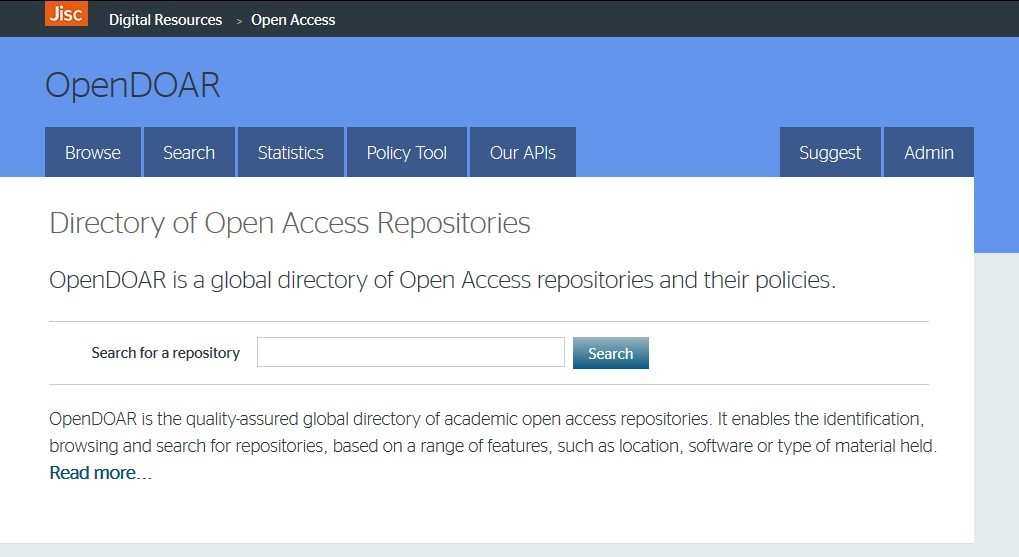 Jisc Digital Resources > Open Access
OpenDOAR
Browse Search Statistics Policy Tool Our APIs Suggest Admin
Directory of Open Access Repositories
OpenDOAR is a global directory of Open Access repositories and their policies.
Search for a repository Search
OpenDOAR is the quality-assured global directory of academic open access repositories. It enables the identification,
browsing and search for repositories, based on a range of features, such as location, software or type of material held.
Read more...